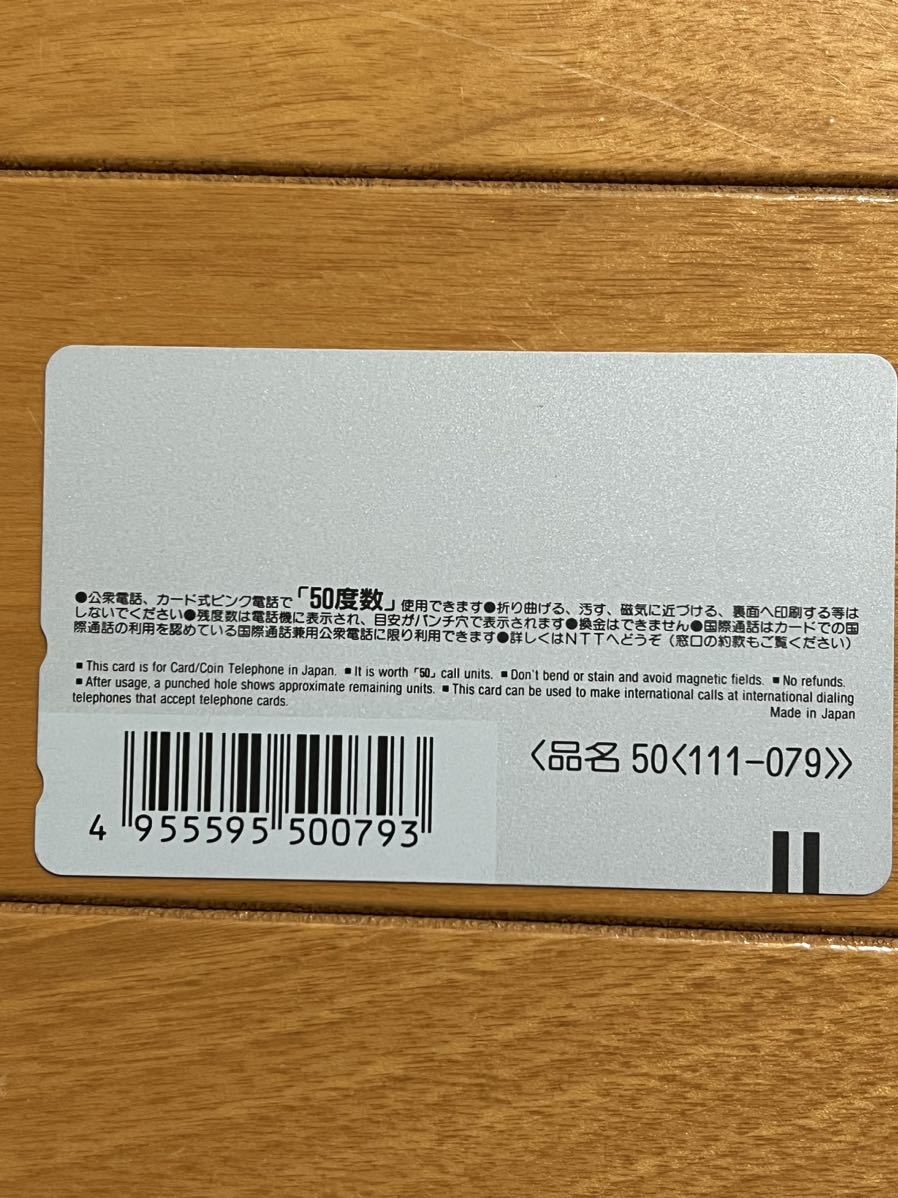 ●公衆電話、カード式ピンク電話で「50度数」使用できます●折り曲げる、汚す、磁気に近づける、裏面へ印刷する等は
しないでください●残度数は電話機に表示され、目安がパンチ穴で表示されます●換金はできません●国際通話はカードでの国
際通話の利用を認めている国際通話兼用公衆電話に限り利用できます●詳しくはNTTへどうぞ(窓口の約款もご覧ください)
■ This card is for Card/Coin Telephone in Japan. ■ It is worth「50」call units. ■ Don't bend or stain and avoid magnetic fields. ■ No refunds.
■ After usage, a punched hole shows approximate remaining units. ■ This card can be used to make international calls at international dialing
telephones that accept telephone cards.
Made in Japan
〈品名 50〈111-079〉〉
4 955595 500793